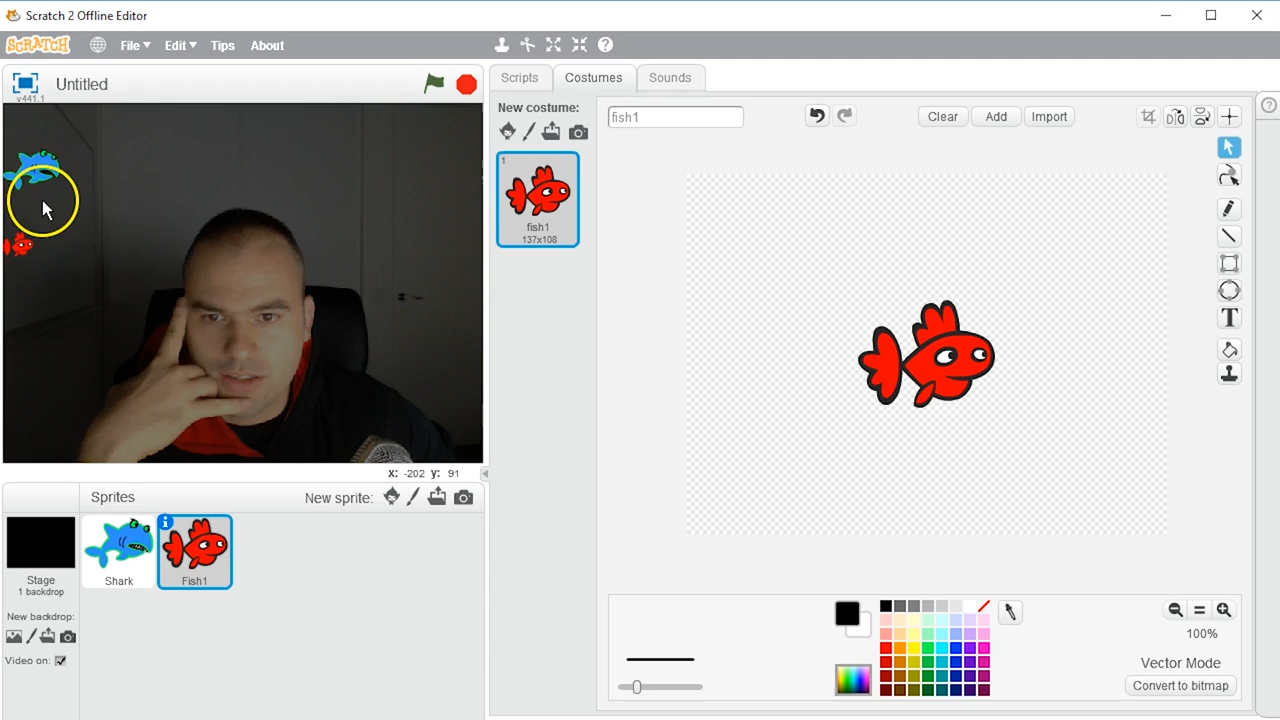 Scratch 2 Offline Editor
SCRATCH File Edit Tips About
Untitled
v441.1
Scripts Costumes Sounds
New costume:
fish1
Clear Add Import
1
fish1
137x108
x: -202 y: 91
Sprites New sprite:
Stage
1 backdrop
Shark
Fish1
New backdrop:
Video on:
T
100%
Vector Mode
Convert to bitmap